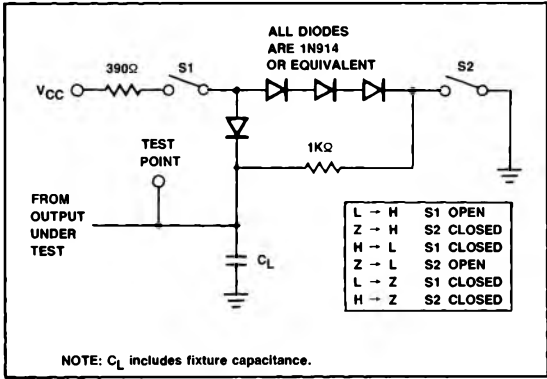 ALL DIODES
ARE 1N914
OR EQUIVALENT
390Ω
S1
S2
VCC
1KΩ
TEST
POINT
FROM
OUTPUT
UNDER
TEST
CL
L → H S1 OPEN
Z → H S2 CLOSED
H → L S1 CLOSED
Z → L S2 OPEN
L → Z S1 CLOSED
H → Z S2 CLOSED
NOTE: CL includes fixture capacitance.